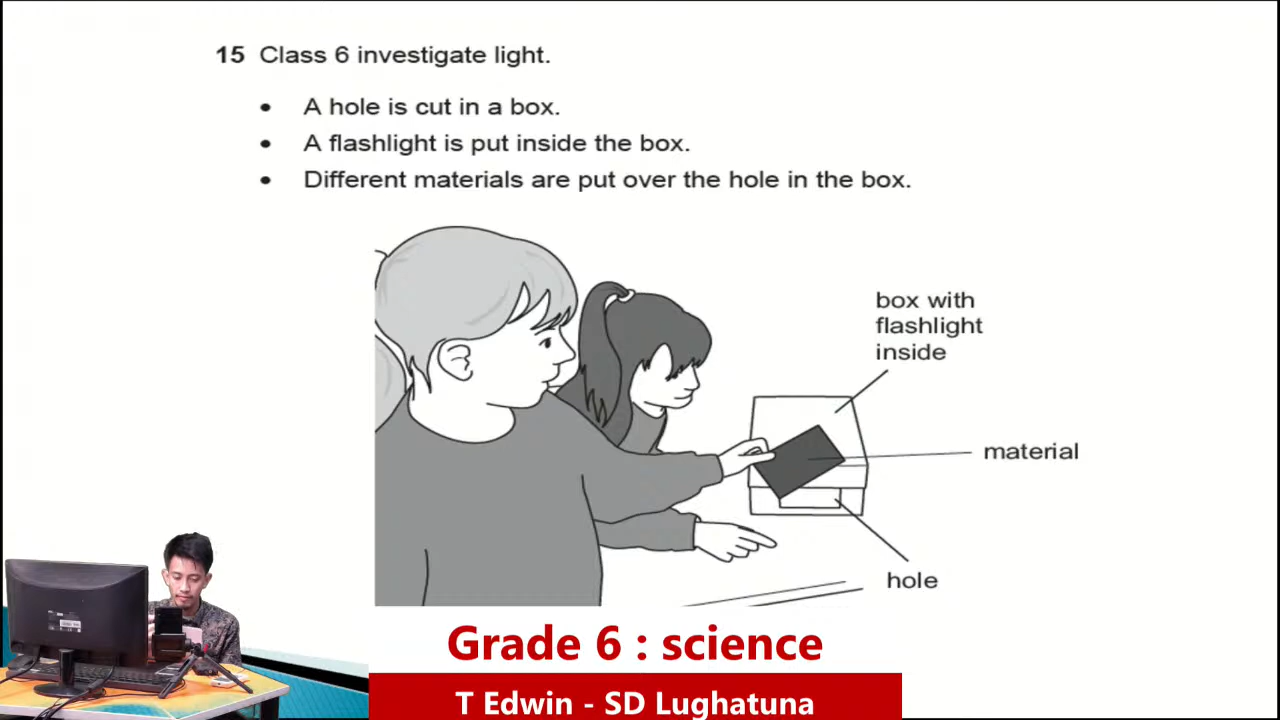 15 Class 6 investigate light.
• A hole is cut in a box.
• A flashlight is put inside the box.
• Different materials are put over the hole in the box.
box with
flashlight
inside
material
hole
Grade 6 : science
T Edwin - SD Lughatuna